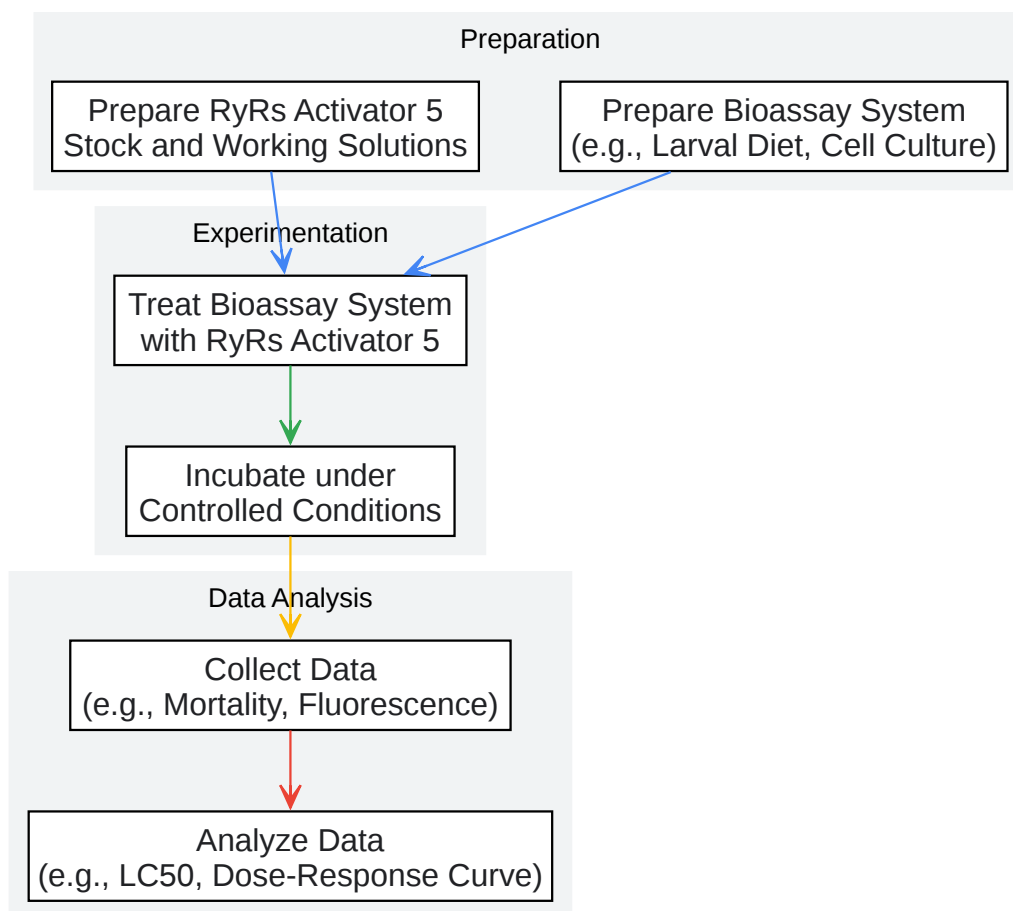 Preparation
Prepare RyRs Activator 5
Stock and Working Solutions
Prepare Bioassay System
(e.g., Larval Diet, Cell Culture)
Experimentation
Treat Bioassay System
with RyRs Activator 5
Incubate under
Controlled Conditions
Data Analysis
Collect Data
(e.g., Mortality, Fluorescence)
Analyze Data
(e.g., LC50, Dose-Response Curve)